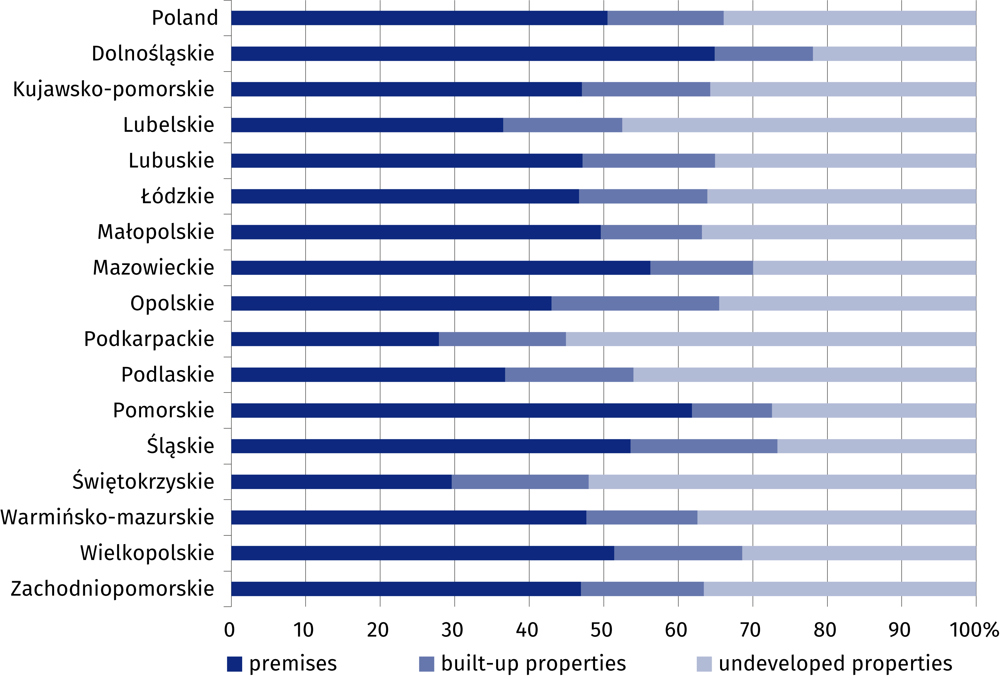 Poland
Dolnośląskie
Kujawsko-pomorskie
Lubelskie
Lubuskie
Łódzkie
Małopolskie
Mazowieckie
Opolskie
Podkarpackie
Podlaskie
Pomorskie
Śląskie
Świętokrzyskie
Warmińsko-mazurskie
Wielkopolskie
Zachodniopomorskie
0 10 20 30 40 50 60 70 80 90 100%
premises built-up properties undeveloped properties